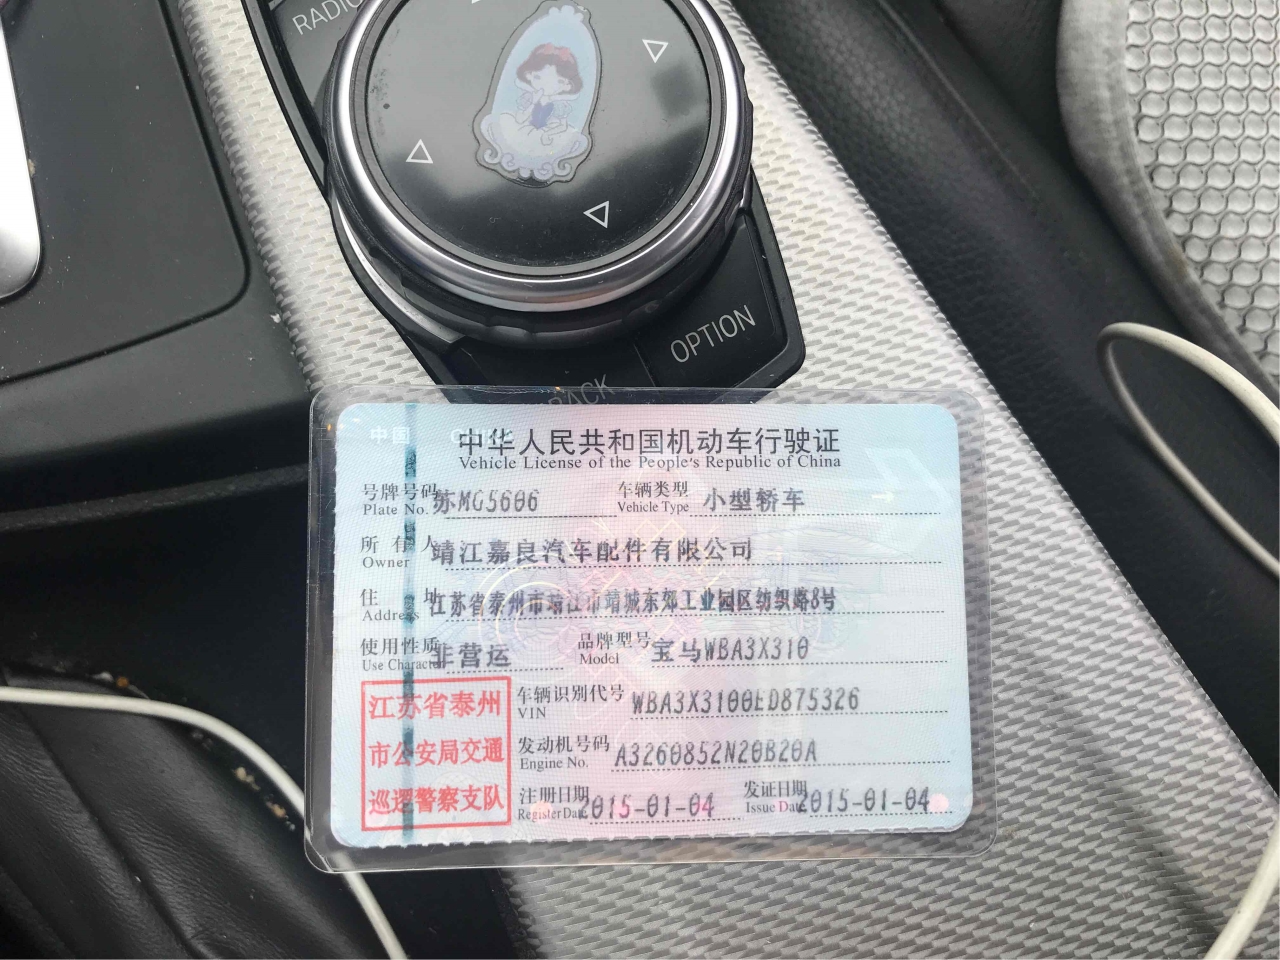 RADIO
OPTION
BACK
中国
中华人民共和国机动车行驶证
Vehicle License of the People's Republic of China
号牌号码 苏MG5606 车辆类型 小型轿车
Plate No. Vehicle Type
所有人 靖江嘉良汽车配件有限公司
Owner
住址 江苏省泰州市靖江市靖城东郊工业园区纺织路8号
Address
使用性质 非营运 品牌型号 宝马WBA3X310
Use Character Model
江苏省泰州
市公安局交通
巡逻警察支队
车辆识别代号 WBA3X3100ED875326
VIN
发动机号码 A3260852N20B20A
Engine No.
注册日期 2015-01-04 发证日期 2015-01-04
Register Date Issue Date